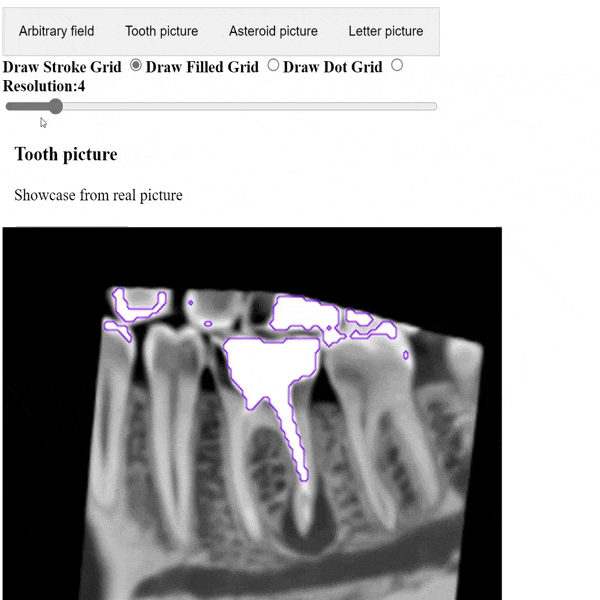 Arbitrary field Tooth picture Asteroid picture Letter picture
Draw Stroke Grid Draw Filled Grid Draw Dot Grid
Resolution:4
Tooth picture
Showcase from real picture